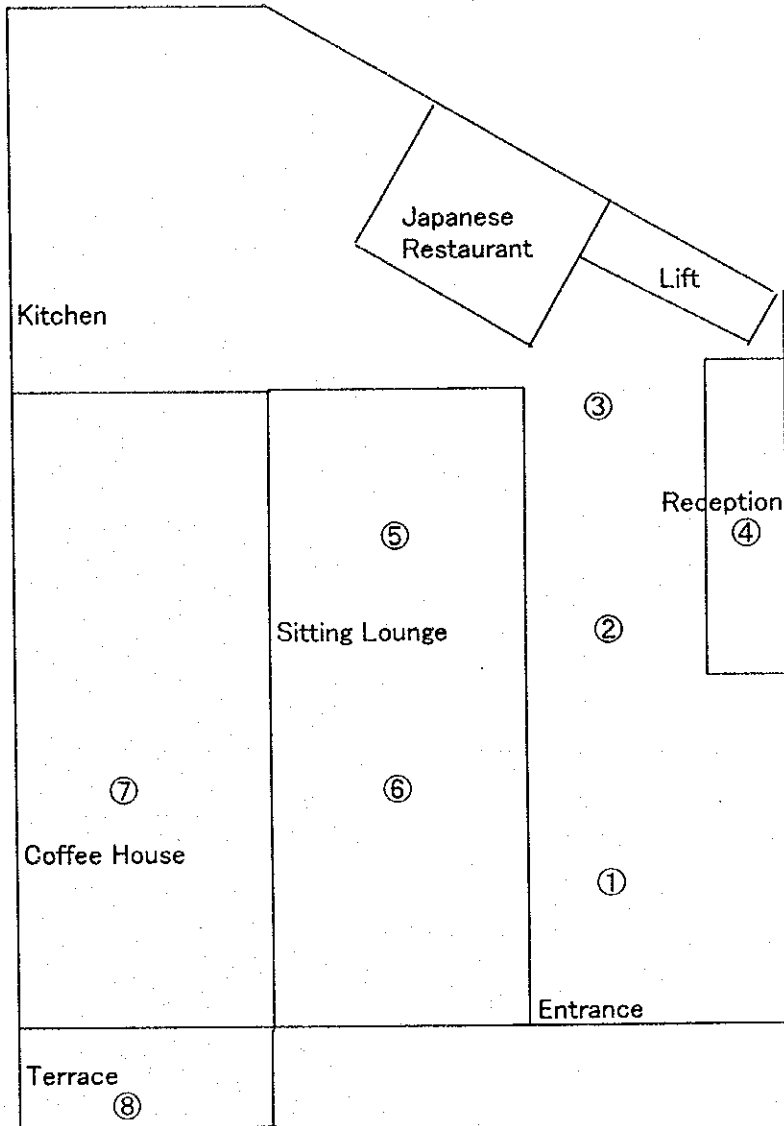 Japanese
Restaurant
Lift
Kitchen
③
Reception
④
⑤
Sitting Lounge
②
⑦
⑥
Coffee House
①
Entrance
Terrace
⑧